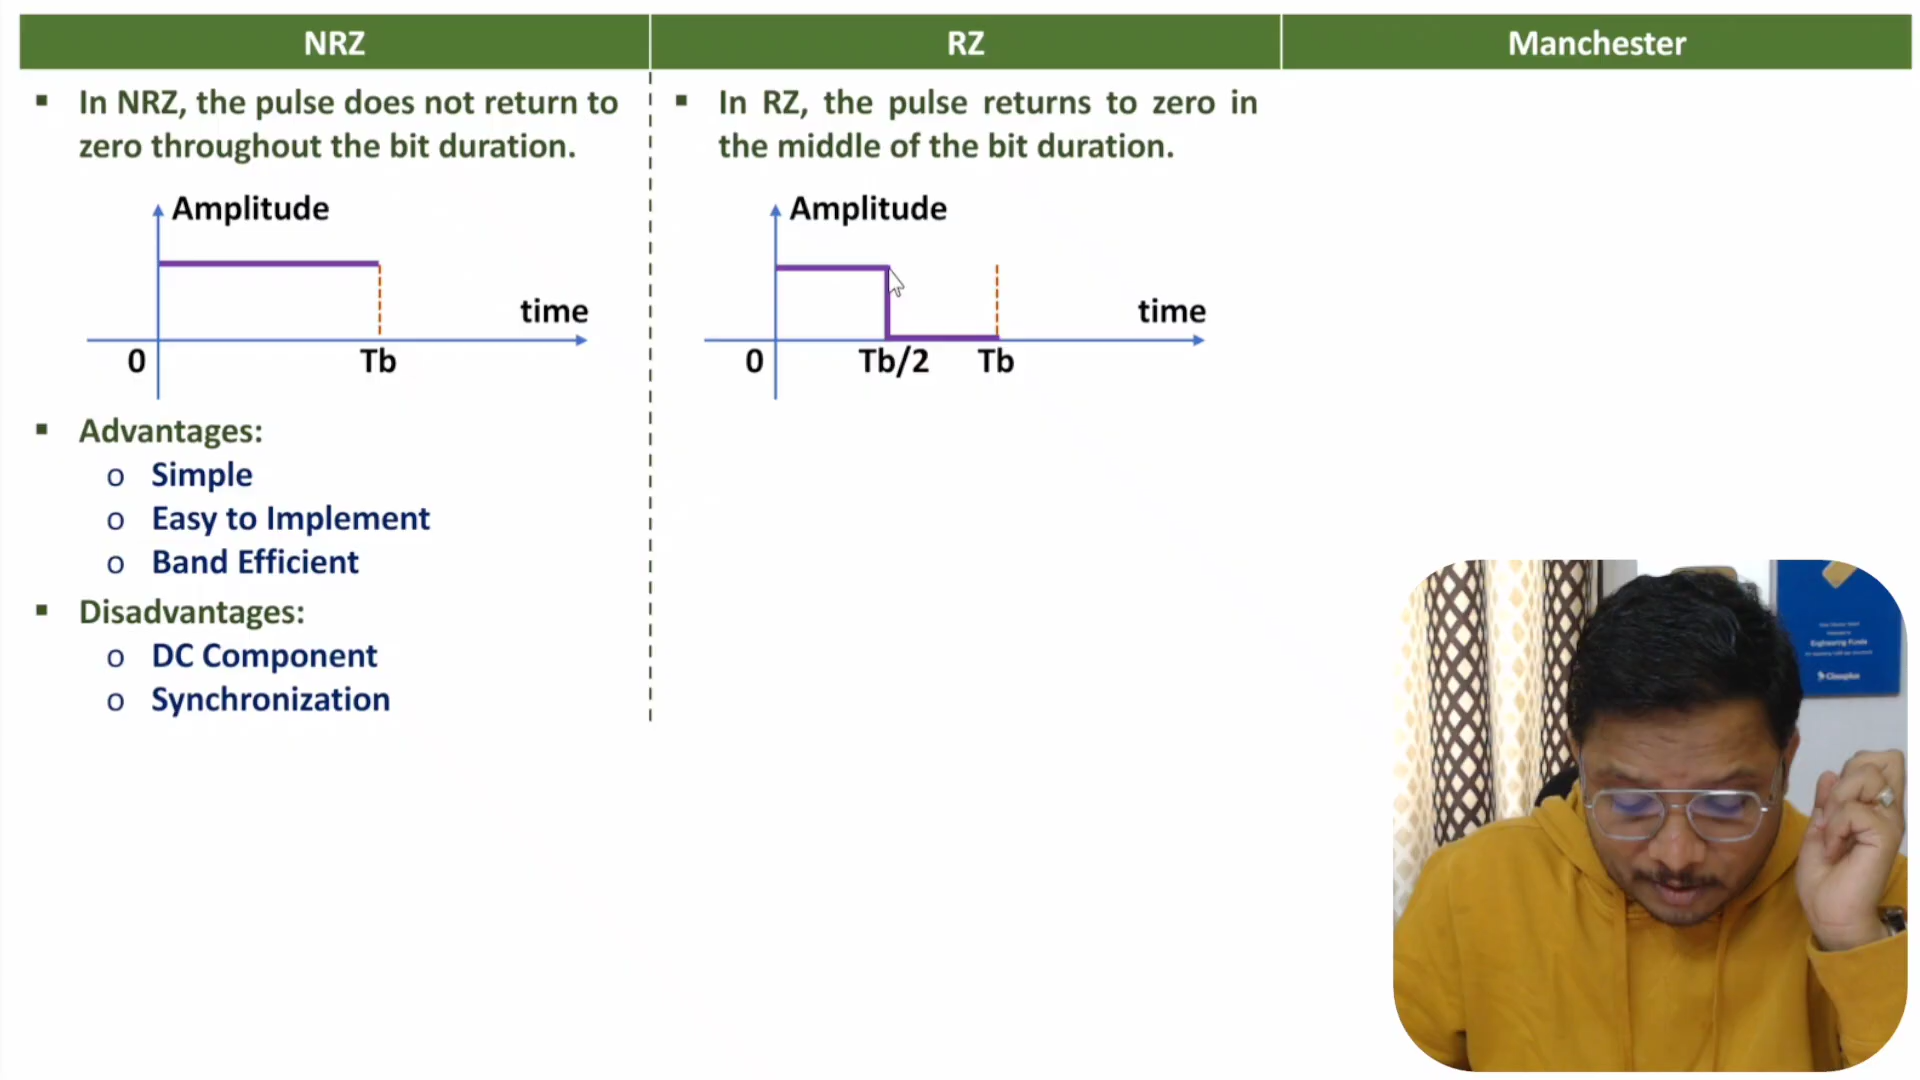 NRZ
RZ
Manchester
▪ In NRZ, the pulse does not return to
zero throughout the bit duration.
Amplitude
time
0
Tb
▪ Advantages:
o Simple
o Easy to Implement
o Band Efficient
▪ Disadvantages:
o DC Component
o Synchronization
▪ In RZ, the pulse returns to zero in
the middle of the bit duration.
Amplitude
time
0
Tb/2
Tb
Engineering Funda